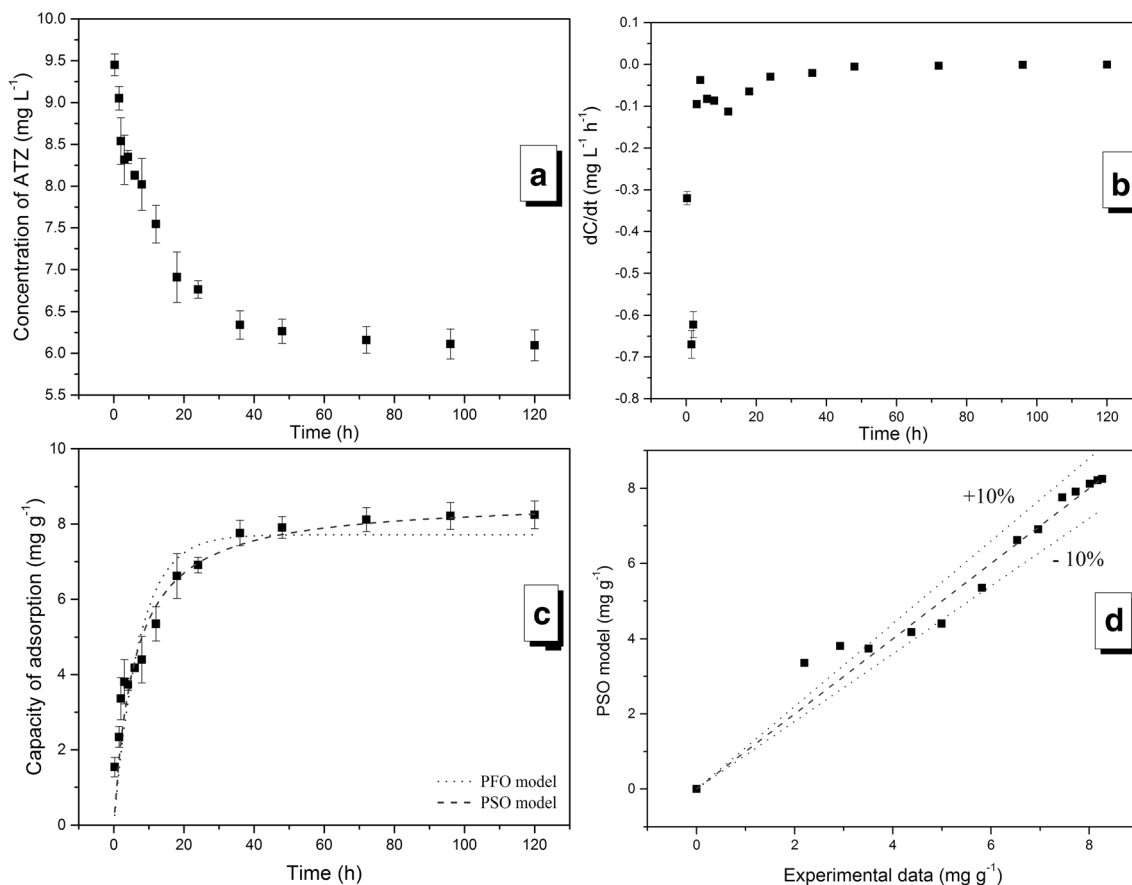 Concentration of ATZ (mg L⁻¹)
10.0
9.5
9.0
8.5
8.0
7.5
7.0
6.5
6.0
5.5
a
0 20 40 60 80 100 120
Time (h)
dC/dt (mg L⁻¹ h⁻¹)
0.1
0.0
-0.1
-0.2
-0.3
-0.4
-0.5
-0.6
-0.7
-0.8
b
0 20 40 60 80 100 120
Time (h)
Capacity of adsorption (mg g⁻¹)
10
8
6
4
2
0
c
PFO model
PSO model
0 20 40 60 80 100 120
Time (h)
PSO model (mg g⁻¹)
8
6
4
2
0
+10%
- 10%
d
0 2 4 6 8
Experimental data (mg g⁻¹)